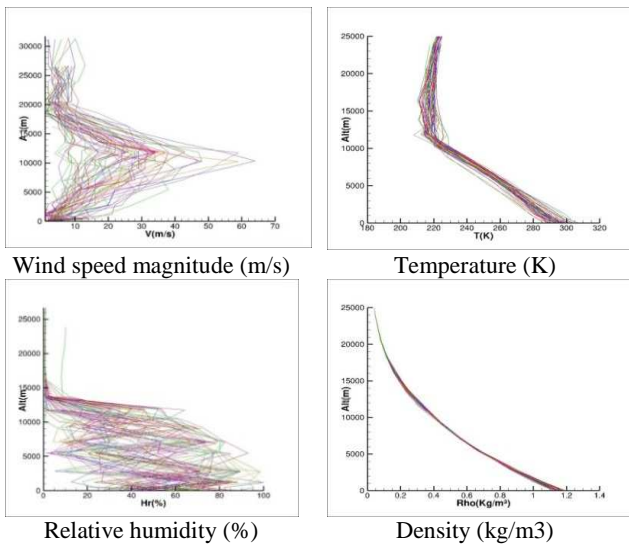 30000
25000
20000
Alt(m)
15000
10000
5000
0
10 20 30 40 50 60 70
V(m/s)
Wind speed magnitude (m/s)
25000
20000
15000
Alt(m)
10000
5000
0
180 200 220 240 260 280 300 320
T(K)
Temperature (K)
25000
20000
Alt(m)
15000
10000
5000
0
0 20 40 60 80 100
Hr(%)
Relative humidity (%)
25000
20000
15000
Alt(m)
10000
5000
0
0 0.2 0.4 0.6 0.8 1 1.2 1.4
Rho(Kg/m³)
Density (kg/m3)